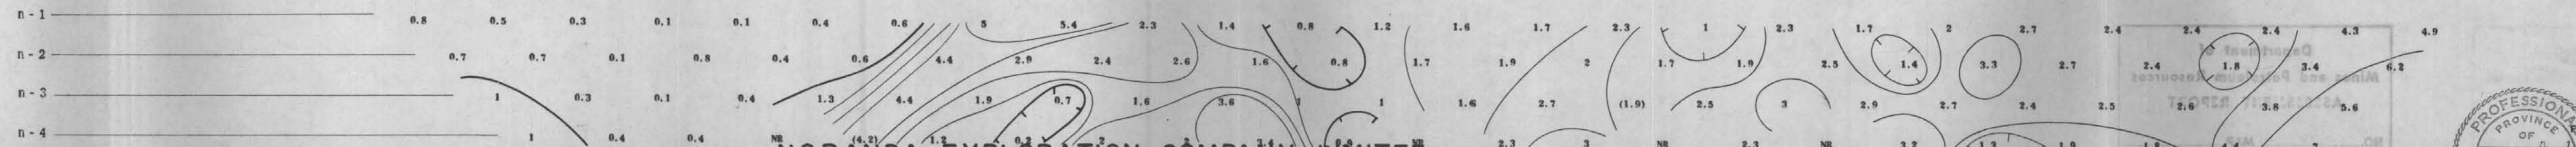 n-1 0.8 0.5 0.3 0.1 0.1 0.4 0.6 5 5.4 2.3 1.4 0.8 1.2 1.6 1.7 2.3 1 2.3 1.7 2 2.7 2.4 2.4 2.4 4.3 4.9
n-2 0.7 0.7 0.1 0.8 0.4 0.6 4.4 2.9 2.4 2.6 1.6 0.8 1.7 1.9 2 1.7 1.9 2.5 1.4 3.3 2.7 2.4 1.8 3.4 6.2
n-3 1 0.3 0.1 0.4 1.3 4.4 1.9 0.7 1.6 3.6 1 1 1.6 2.7 (1.9) 2.5 3 2.9 2.7 2.4 2.5 2.6 3.8 5.6
n-4 1 0.4 0.4 NR (4.2) 1.2 0.2 2 2.3 3 NR 2.3 NR 3.2 1.3 1.9
NORANDA EXPLORATION COMPANY LIMITED
PROFESSIONAL
PROVINCE
OF
Department of
Mines and Petroleum Resources
ASSESSMENT REPORT
NO.